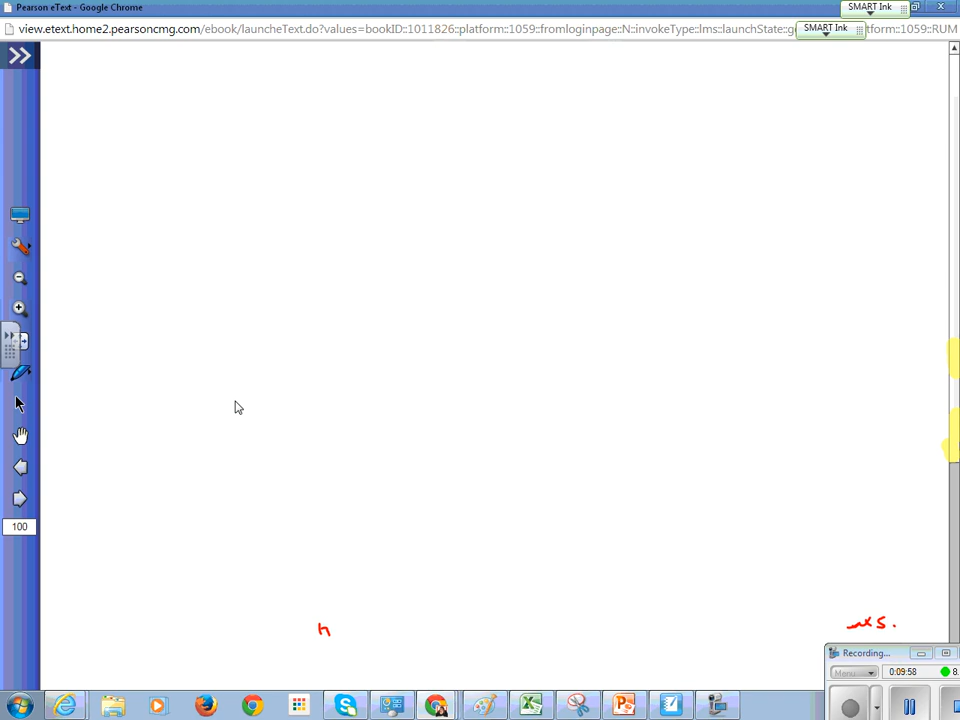 Pearson eText - Google Chrome
SMART Ink
view.etext.home2.pearsoncmg.com/ebook/launcheText.do?values=bookID::1011826::platform::1059::fromloginpage::N::invokeType::lms::launchState::g
SMART Ink
tform::1059::RUM
100
h
s.
Recording...
Menu
0:09:58
8.